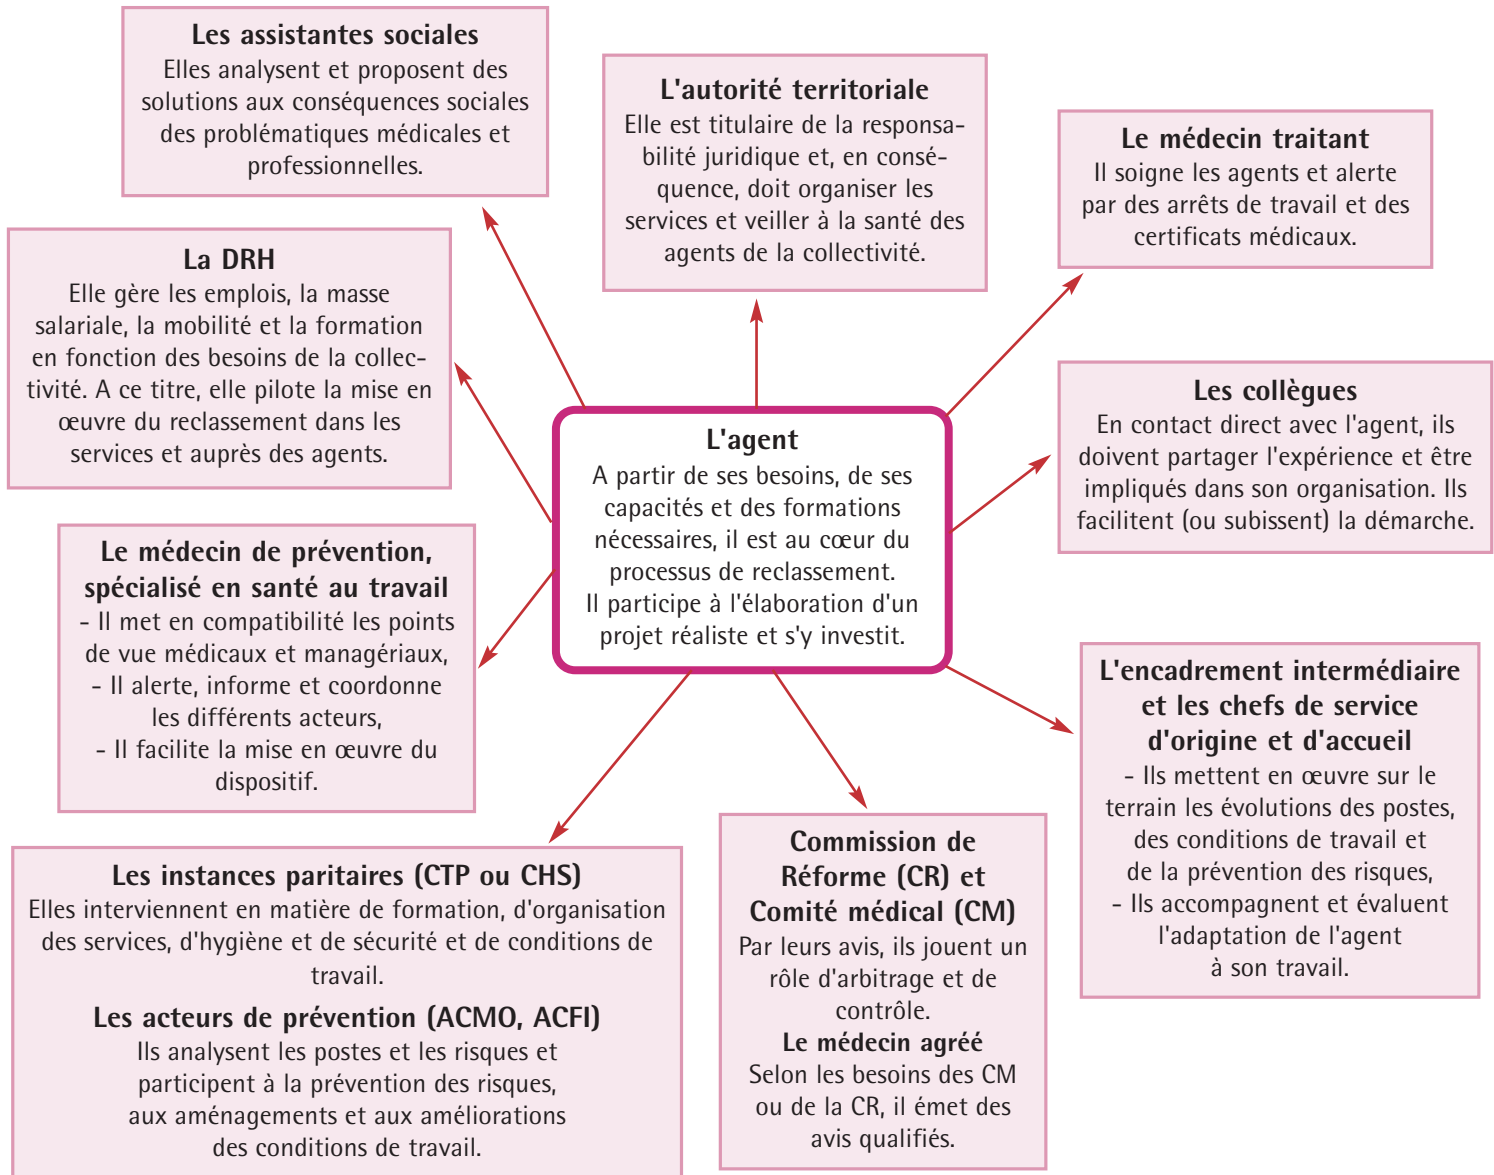 Les assistantes sociales
Elles analysent et proposent des
solutions aux conséquences sociales
des problématiques médicales et
professionnelles.
L'autorité territoriale
Elle est titulaire de la responsa-
bilité juridique et, en consé-
quence, doit organiser les
services et veiller à la santé des
agents de la collectivité.
Le médecin traitant
Il soigne les agents et alerte
par des arrêts de travail et des
certificats médicaux.
La DRH
Elle gère les emplois, la masse
salariale, la mobilité et la formation
en fonction des besoins de la collec-
tivité. A ce titre, elle pilote la mise en
œuvre du reclassement dans les
services et auprès des agents.
Les collègues
En contact direct avec l'agent, ils
doivent partager l'expérience et être
impliqués dans son organisation. Ils
facilitent (ou subissent) la démarche.
L'agent
A partir de ses besoins, de ses
capacités et des formations
nécessaires, il est au cœur du
processus de reclassement.
Il participe à l'élaboration d'un
projet réaliste et s'y investit.
Le médecin de prévention,
spécialisé en santé au travail
- Il met en compatibilité les points
de vue médicaux et managériaux,
- Il alerte, informe et coordonne
les différents acteurs,
- Il facilite la mise en œuvre du
dispositif.
L'encadrement intermédiaire
et les chefs de service
d'origine et d'accueil
- Ils mettent en œuvre sur le
terrain les évolutions des postes,
des conditions de travail et
de la prévention des risques,
- Ils accompagnent et évaluent
l'adaptation de l'agent
à son travail.
Les instances paritaires (CTP ou CHS)
Elles interviennent en matière de formation, d'organisation
des services, d'hygiène et de sécurité et de conditions de
travail.
Les acteurs de prévention (ACMO, ACFI)
Ils analysent les postes et les risques et
participent à la prévention des risques,
aux aménagements et aux améliorations
des conditions de travail.
Commission de
Réforme (CR) et
Comité médical (CM)
Par leurs avis, ils jouent un
rôle d'arbitrage et de
contrôle.
Le médecin agréé
Selon les besoins des CM
ou de la CR, il émet des
avis qualifiés.